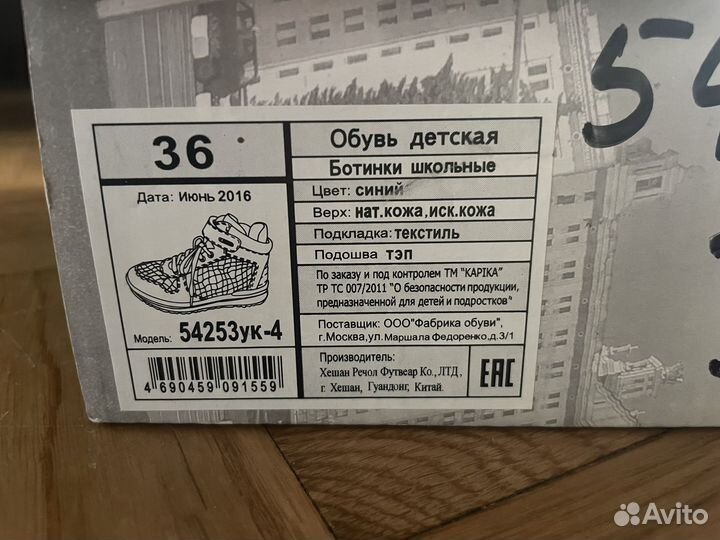 36
Дата: Июнь 2016
Модель: 54253ук-4
4 690459 091559
Обувь детская
Ботинки школьные
Цвет: синий
Верх: нат.кожа,иск.кожа
Подкладка: текстиль
Подошва тэп
По заказу и под контролем ТМ "KAPIKA"
ТР ТС 007/2011 "О безопасности продукции,
предназначенной для детей и подростков"
Поставщик: ООО"Фабрика обуви",
г.Москва,ул.Маршала Федоренко,д.3/1
Производитель:
Хешан Речол Футвеар Ко.,ЛТД,
г. Хешан, Гуандонг, Китай.
EAC
5
Avito